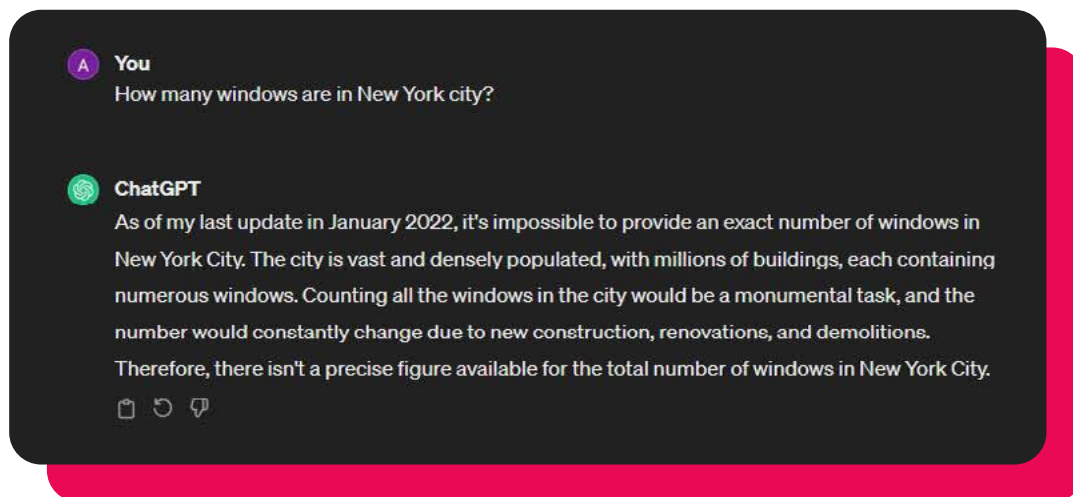 A
You
How many windows are in New York city?
ChatGPT
As of my last update in January 2022, it's impossible to provide an exact number of windows in
New York City. The city is vast and densely populated, with millions of buildings, each containing
numerous windows. Counting all the windows in the city would be a monumental task, and the
number would constantly change due to new construction, renovations, and demolitions.
Therefore, there isn't a precise figure available for the total number of windows in New York City.